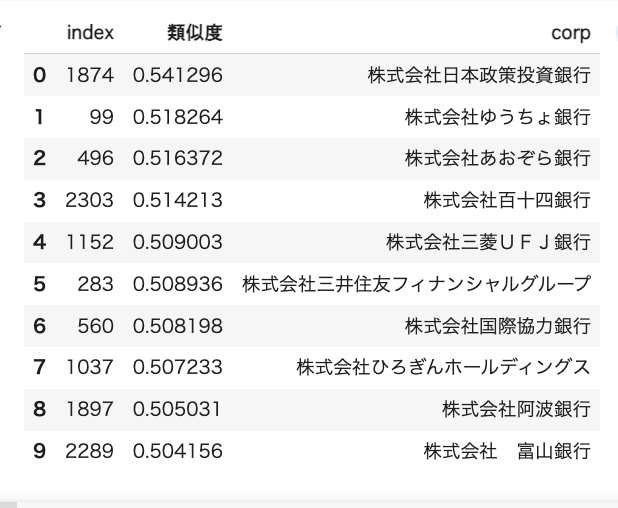 index 類似度 corp
0 1874 0.541296 株式会社日本政策投資銀行
1 99 0.518264 株式会社ゆうちょ銀行
2 496 0.516372 株式会社あおぞら銀行
3 2303 0.514213 株式会社百十四銀行
4 1152 0.509003 株式会社三菱ＵＦＪ銀行
5 283 0.508936 株式会社三井住友フィナンシャルグループ
6 560 0.508198 株式会社国際協力銀行
7 1037 0.507233 株式会社ひろぎんホールディングス
8 1897 0.505031 株式会社阿波銀行
9 2289 0.504156 株式会社　富山銀行